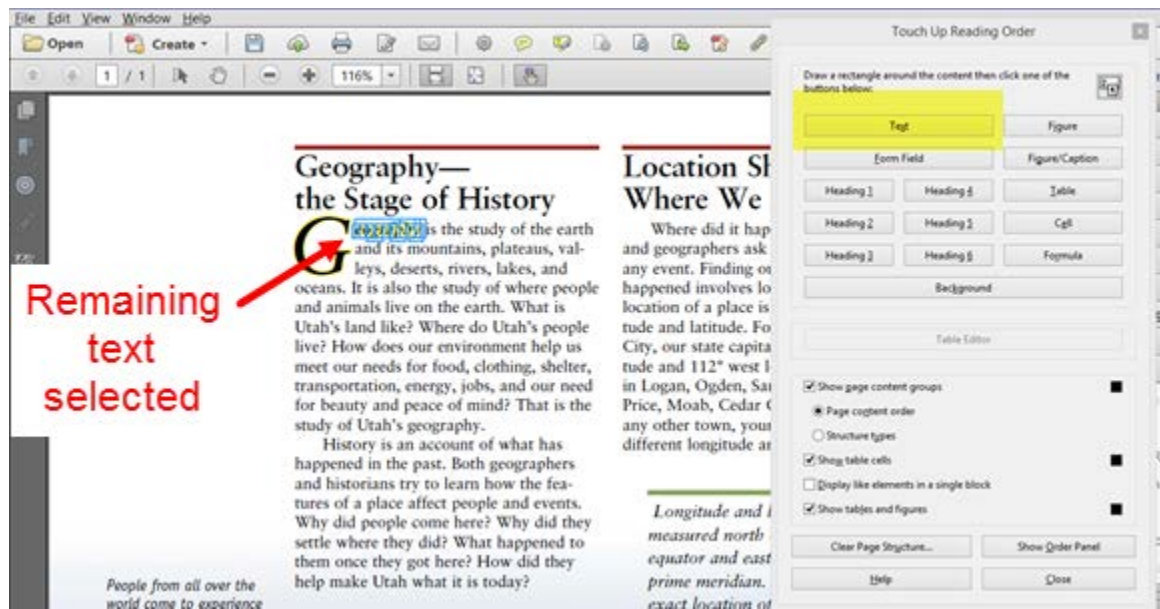 File Edit View Window Help
Open Create
1 / 1 116%
Remaining
text
selected
Geography—
the Stage of History
Geography is the study of the earth
and its mountains, plateaus, val-
leys, deserts, rivers, lakes, and
oceans. It is also the study of where people
and animals live on the earth. What is
Utah's land like? Where do Utah's people
live? How does our environment help us
meet our needs for food, clothing, shelter,
transportation, energy, jobs, and our need
for beauty and peace of mind? That is the
study of Utah's geography.
History is an account of what has
happened in the past. Both geographers
and historians try to learn how the fea-
tures of a place affect people and events.
Why did people come here? Why did they
settle where they did? What happened to
them once they got here? How did they
help make Utah what it is today?
People from all over the
world come to experience
Location Sh
Where We
Where did it hap
and geographers ask
any event. Finding ou
happened involves lo
location of a place is
tude and latitude. Fo
City, our state capita
tude and 112° west l
in Logan, Ogden, Sa
Price, Moab, Cedar C
any other town, your
different longitude an
Longitude and l
measured north
equator and east
prime meridian.
exact location of
Touch Up Reading Order
Draw a rectangle around the content then click one of the
buttons below:
Text Figure
Form Field Figure/Caption
Heading 1 Heading 4 Table
Heading 2 Heading 5 Cell
Heading 3 Heading 6 Formula
Background
Table Editor
Show page content groups
Page content order
Structure types
Show table cells
Display like elements in a single block
Show tables and figures
Clear Page Structure... Show Order Panel
Help Close